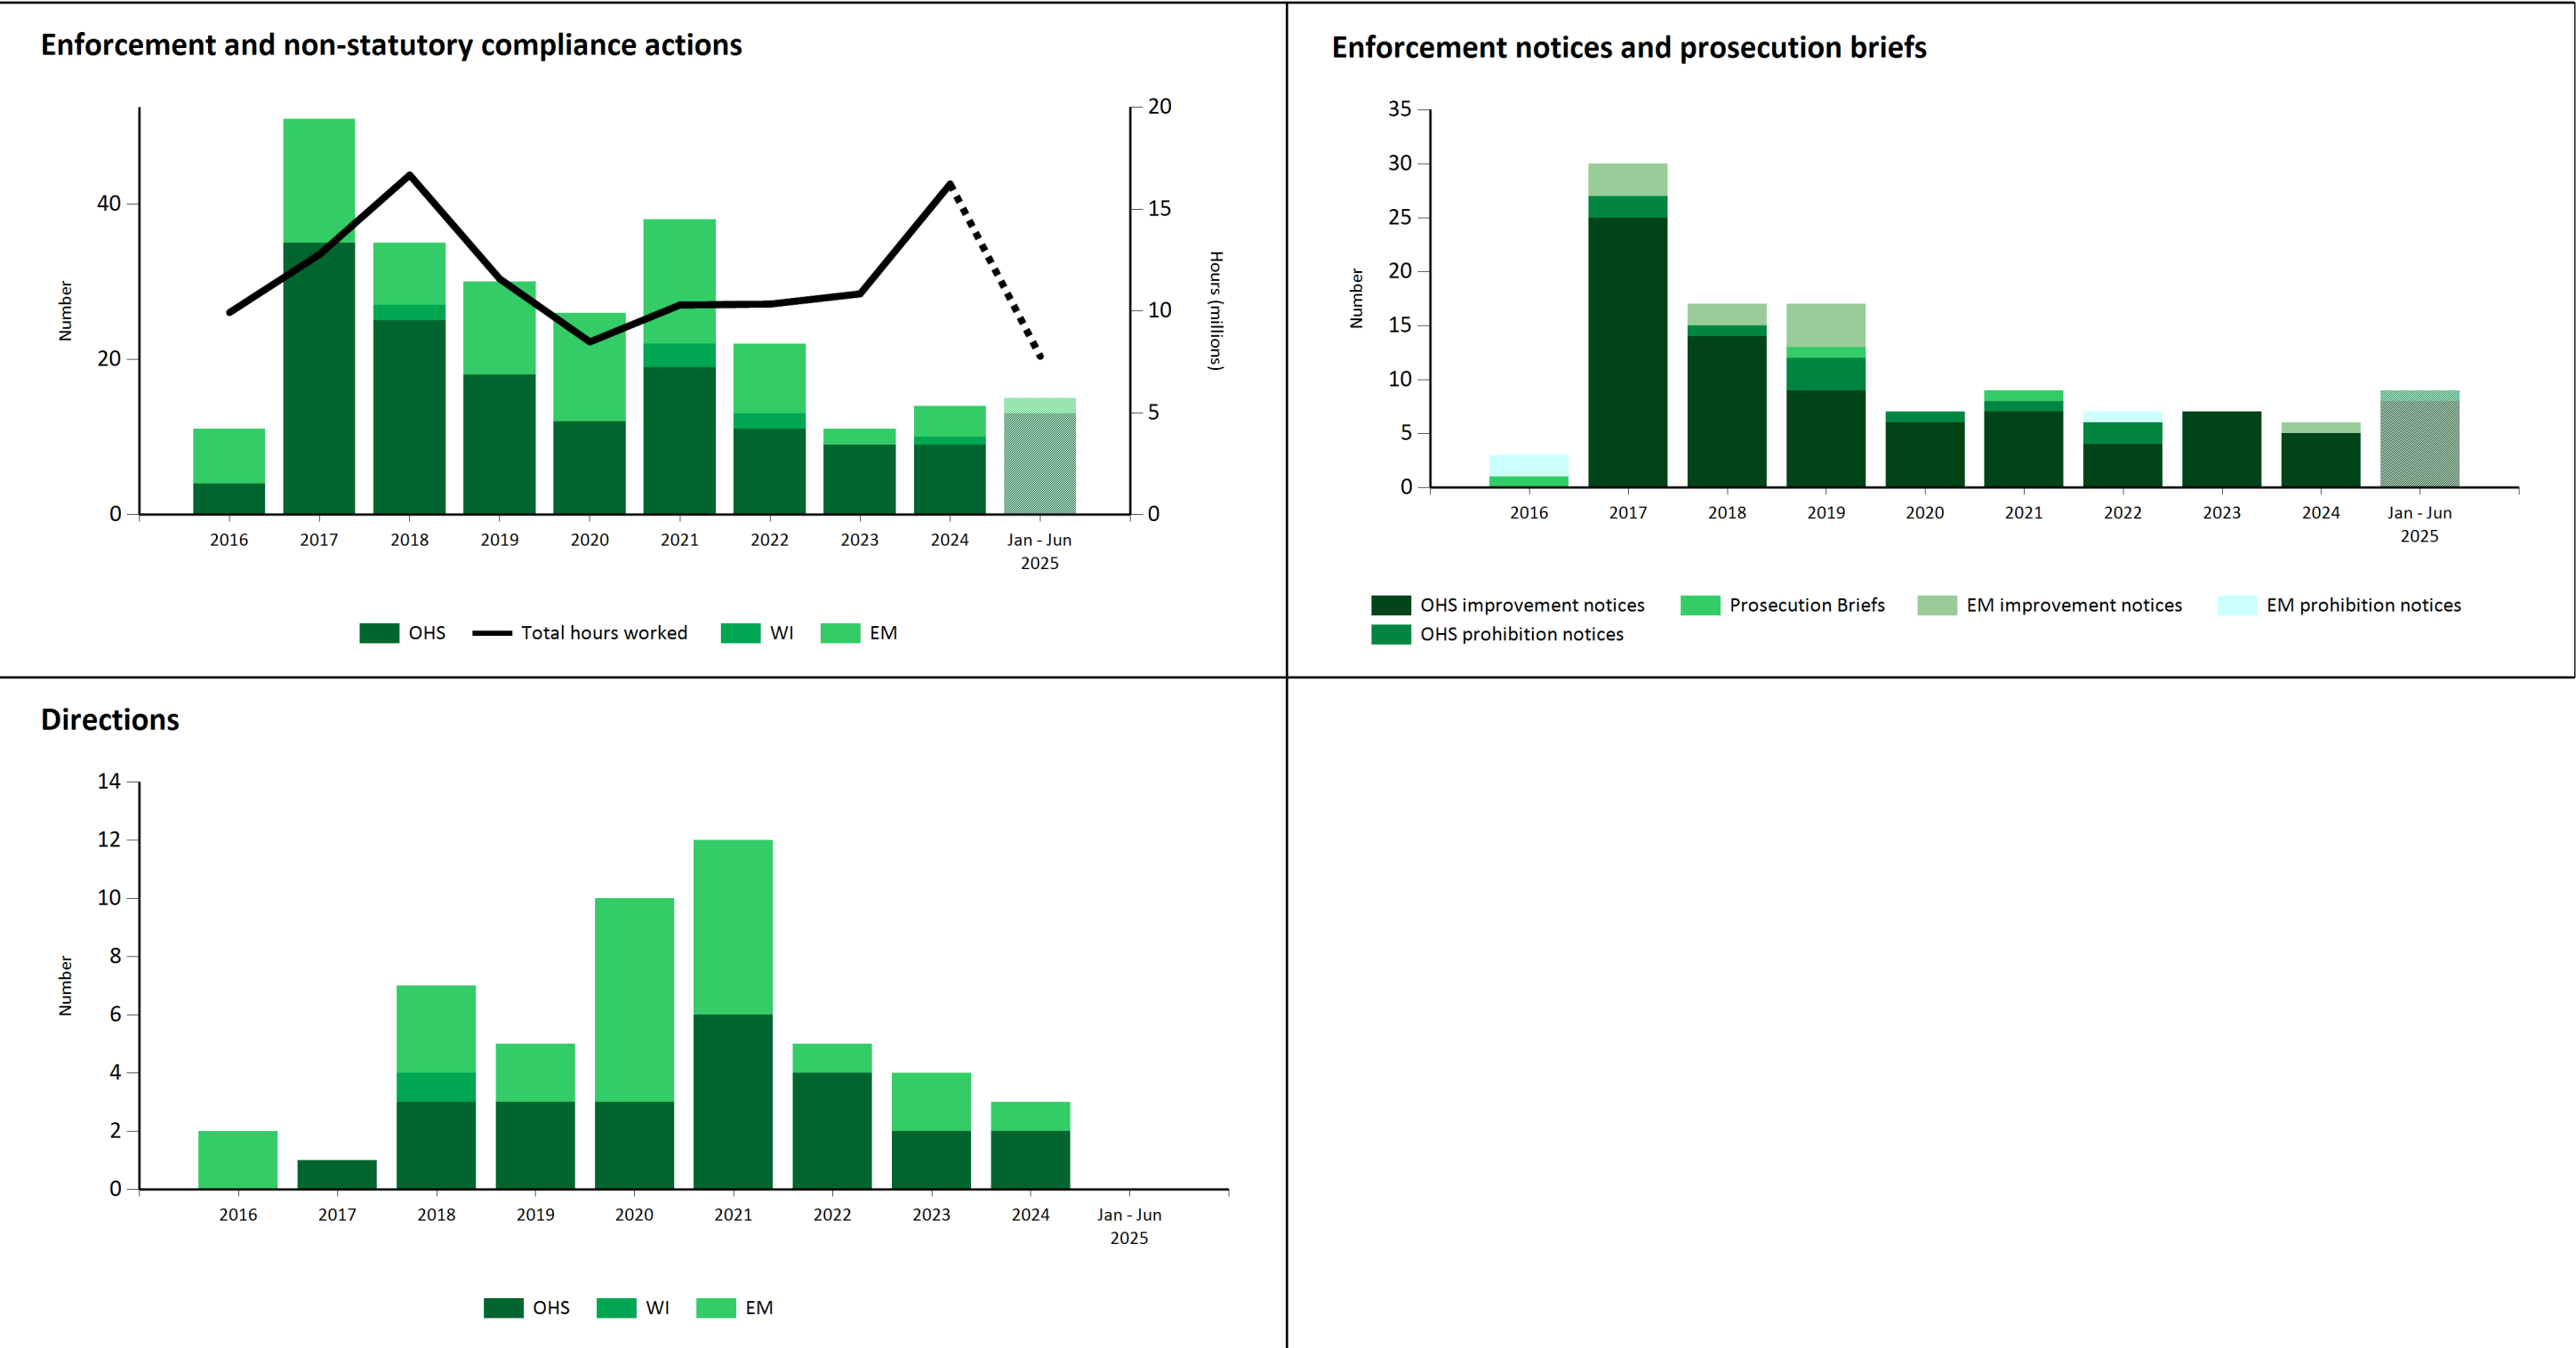 Enforcement and non-statutory compliance actions
Number
40
20
0
20
15
10
5
0
Hours (millions)
2016 2017 2018 2019 2020 2021 2022 2023 2024 Jan - Jun
2025
OHS Total hours worked WI EM
Enforcement notices and prosecution briefs
Number
35
30
25
20
15
10
5
0
2016 2017 2018 2019 2020 2021 2022 2023 2024 Jan - Jun
2025
OHS improvement notices Prosecution Briefs EM improvement notices EM prohibition notices
OHS prohibition notices
Directions
Number
14
12
10
8
6
4
2
0
2016 2017 2018 2019 2020 2021 2022 2023 2024 Jan - Jun
2025
OHS WI EM